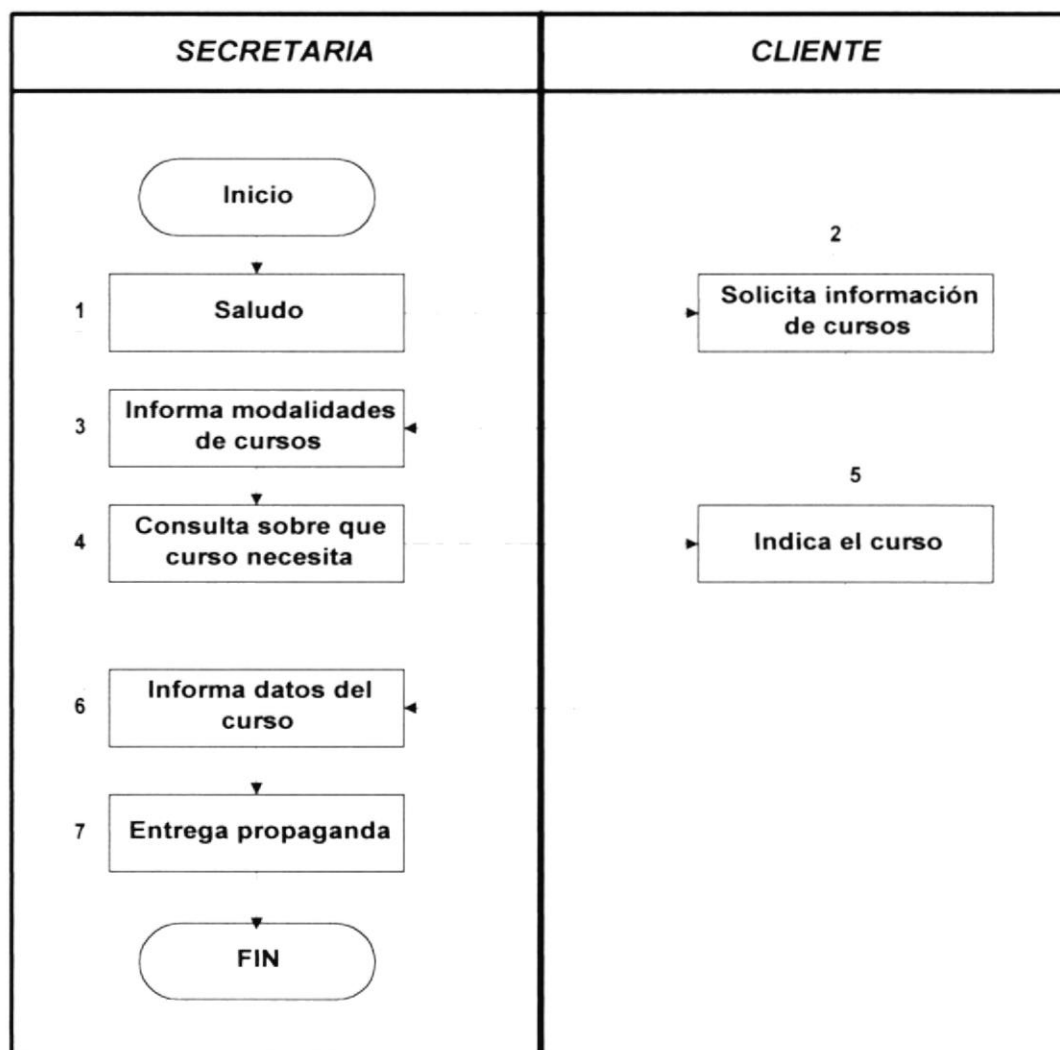 SECRETARIA
CLIENTE
Inicio
2
1
Saldo
Solicita información
de cursos
Informa modalidades
de cursos
3
5
Consulta sobre que
curso necesita
4
Indica el curso
Informa datos del
curso
6
7
Entrega propaganda
FIN